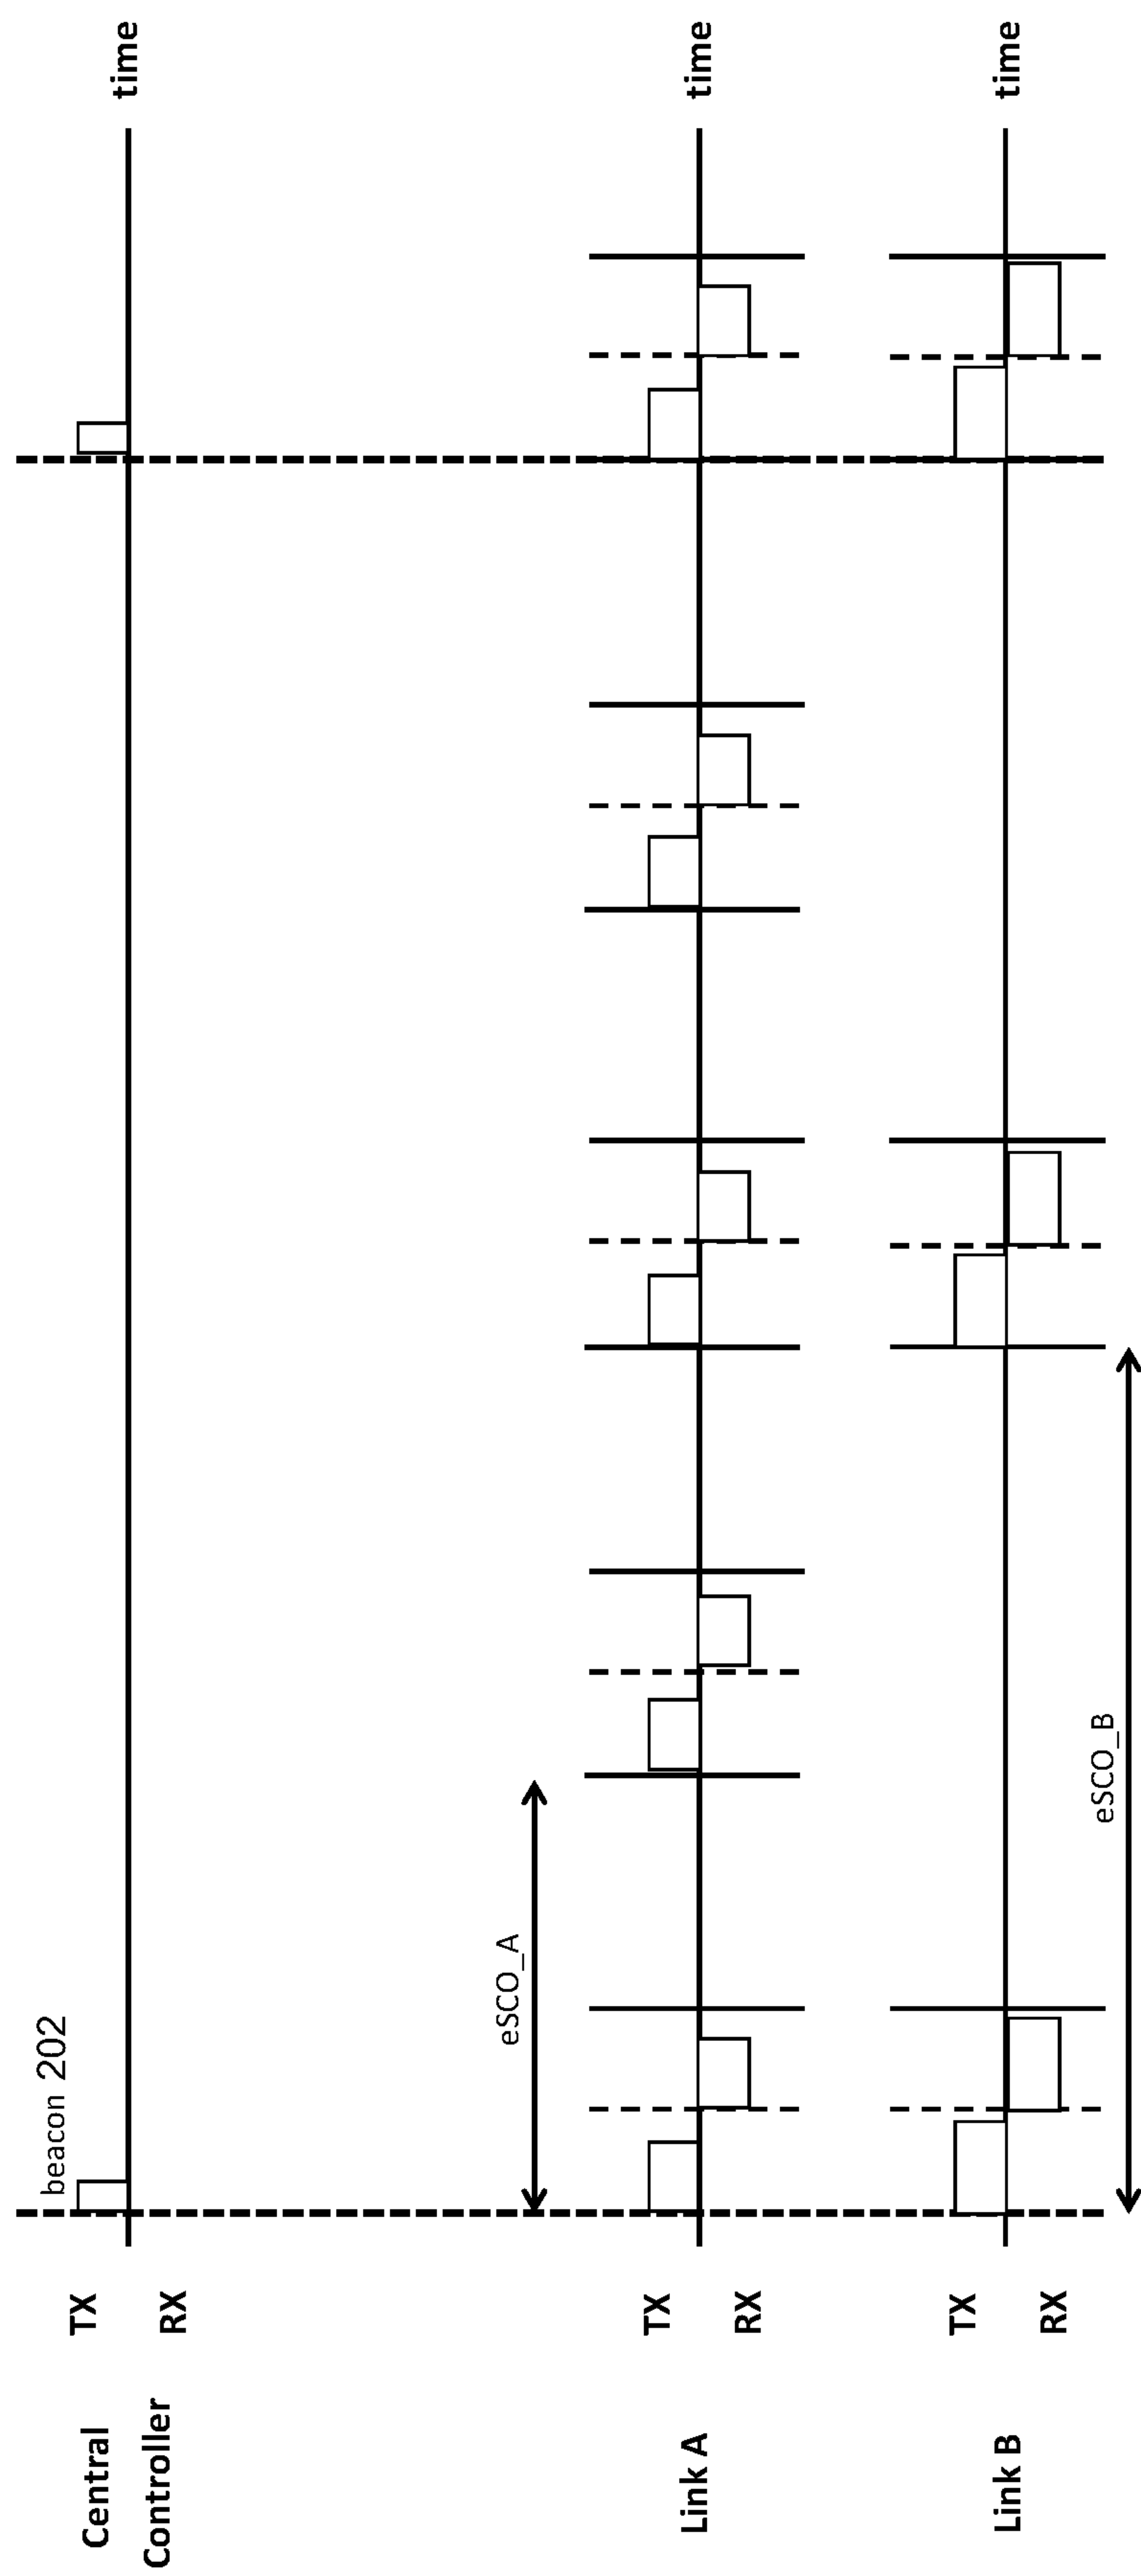 Central
Controller
TX
RX
beacon 202
time
eSCO_A
Link A
TX
RX
time
Link B
TX
RX
time
eSCO_B